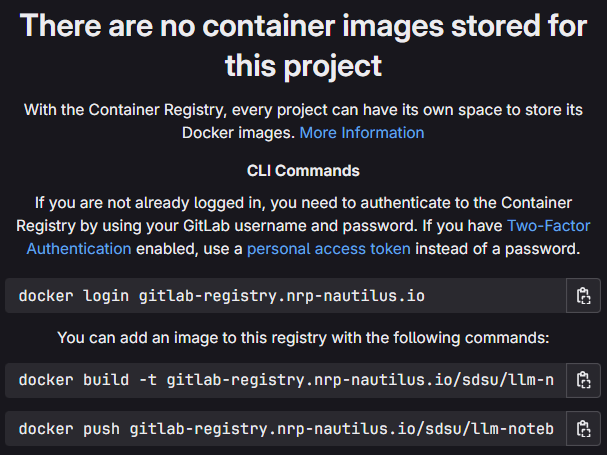 There are no container images stored for
this project
With the Container Registry, every project can have its own space to store its
Docker images. More Information
CLI Commands
If you are not already logged in, you need to authenticate to the Container
Registry by using your GitLab username and password. If you have Two-Factor
Authentication enabled, use a personal access token instead of a password.
docker login gitlab-registry.nrp-nautilus.io
You can add an image to this registry with the following commands:
docker build -t gitlab-registry.nrp-nautilus.io/sdsu/llm-n
docker push gitlab-registry.nrp-nautilus.io/sdsu/llm-noteb